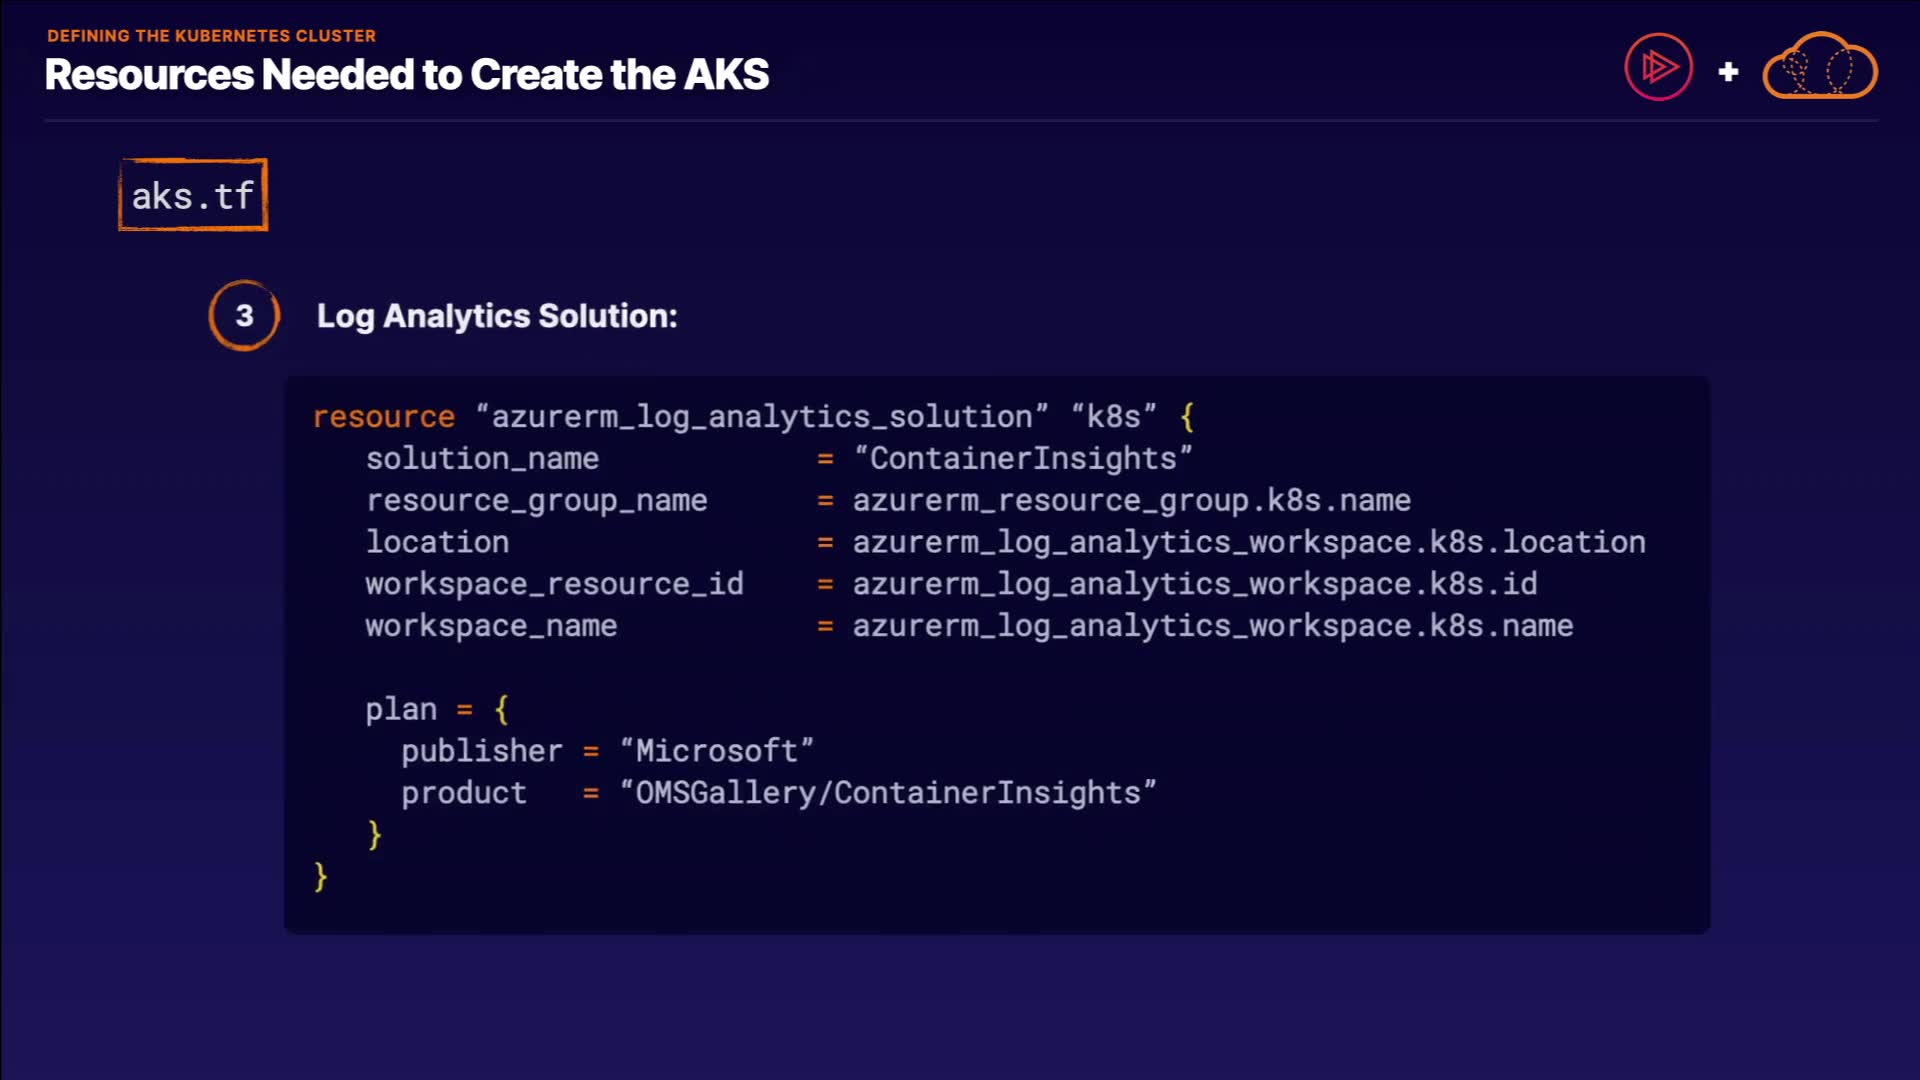 DEFINING THE KUBERNETES CLUSTER
Resources Needed to Create the AKS
+
aks.tf
3 Log Analytics Solution:
resource “azurerm_log_analytics_solution” “k8s” {
solution_name = “ContainerInsights”
resource_group_name = azurerm_resource_group.k8s.name
location = azurerm_log_analytics_workspace.k8s.location
workspace_resource_id = azurerm_log_analytics_workspace.k8s.id
workspace_name = azurerm_log_analytics_workspace.k8s.name
plan = {
publisher = “Microsoft”
product = “OMSGallery/ContainerInsights”
}
}